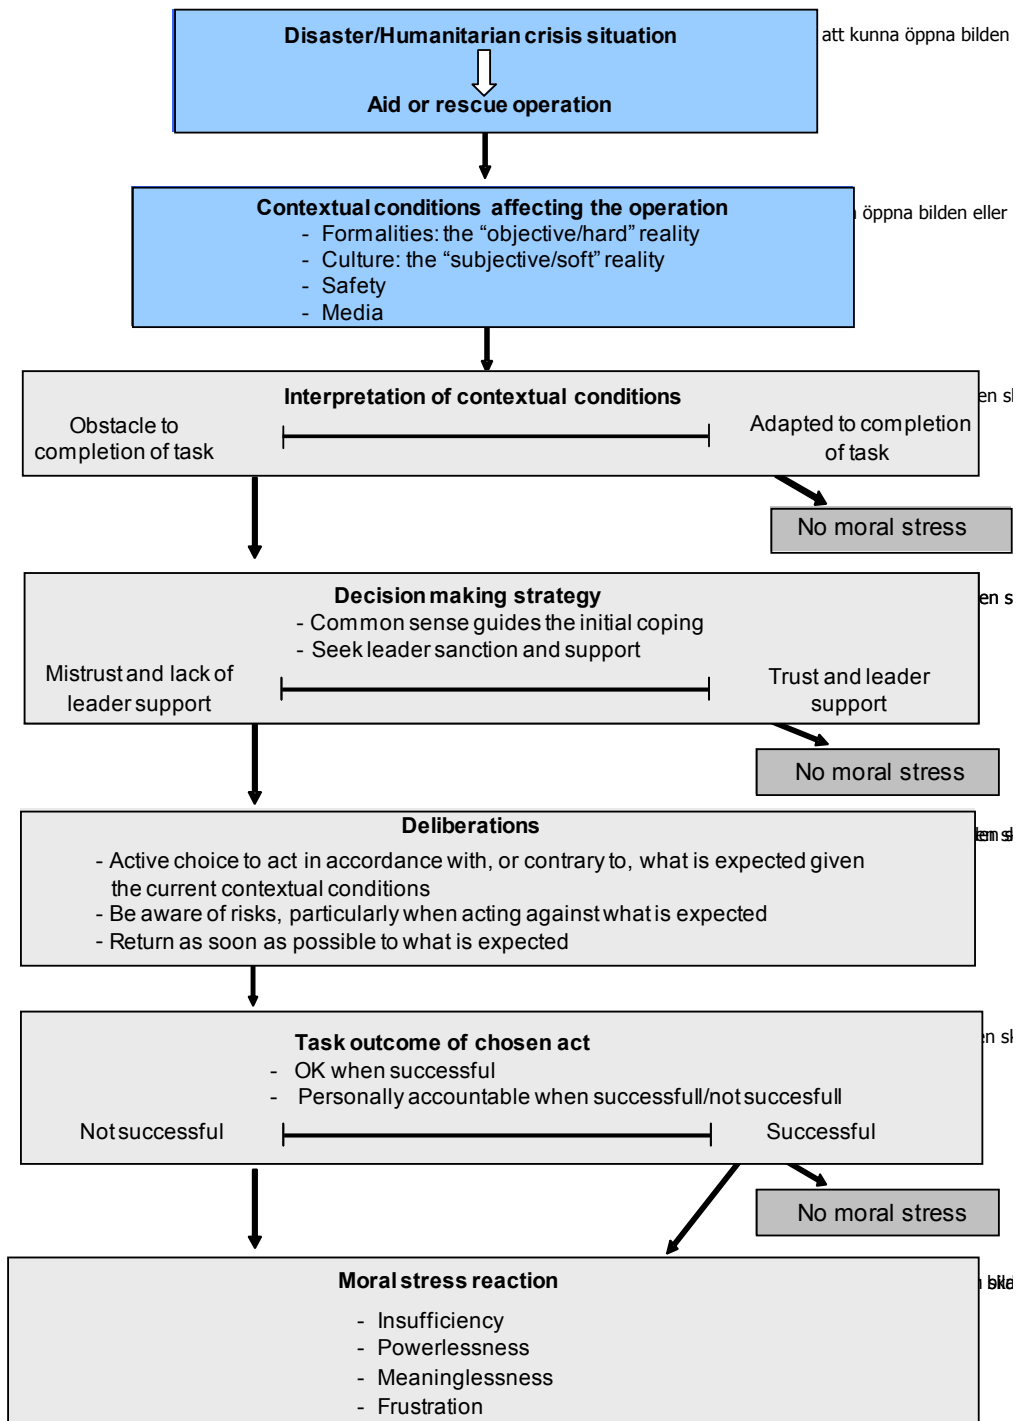 Disaster/Humanitarian crisis situation
att kunna öppna bilden
Aid or rescue operation
Contextual conditions affecting the operation
öppna bilden eller
- Formalities: the “objective/hard” reality
- Culture: the “subjective/soft” reality
- Safety
- Media
Interpretation of contextual conditions
Obstacle to
completion of task
Adapted to completion
of task
No moral stress
Decision making strategy
- Common sense guides the initial coping
- Seek leader sanction and support
Mistrust and lack of
leader support
Trust and leader
support
No moral stress
Deliberations
- Active choice to act in accordance with, or contrary to, what is expected given
the current contextual conditions
- Be aware of risks, particularly when acting against what is expected
- Return as soon as possible to what is expected
Task outcome of chosen act
- OK when successful
- Personally accountable when successfull/not succesfull
Not successful
Successful
No moral stress
Moral stress reaction
- Insufficiency
- Powerlessness
- Meaninglessness
- Frustration